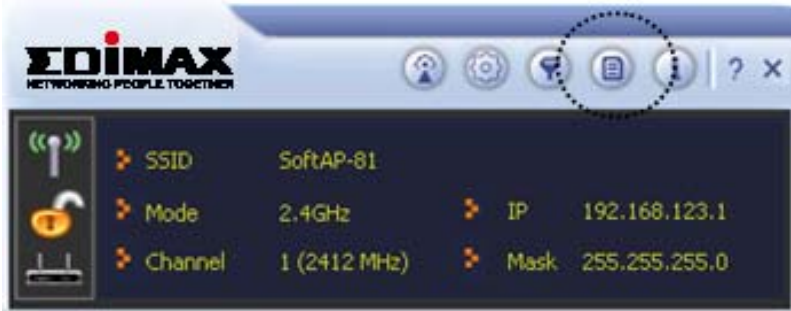 EDIMAX
NETWORKING PEOPLE TOGETHER
? ×
SSID SoftAP-81
Mode 2.4GHz IP 192.168.123.1
Channel 1 (2412 MHz) Mask 255.255.255.0